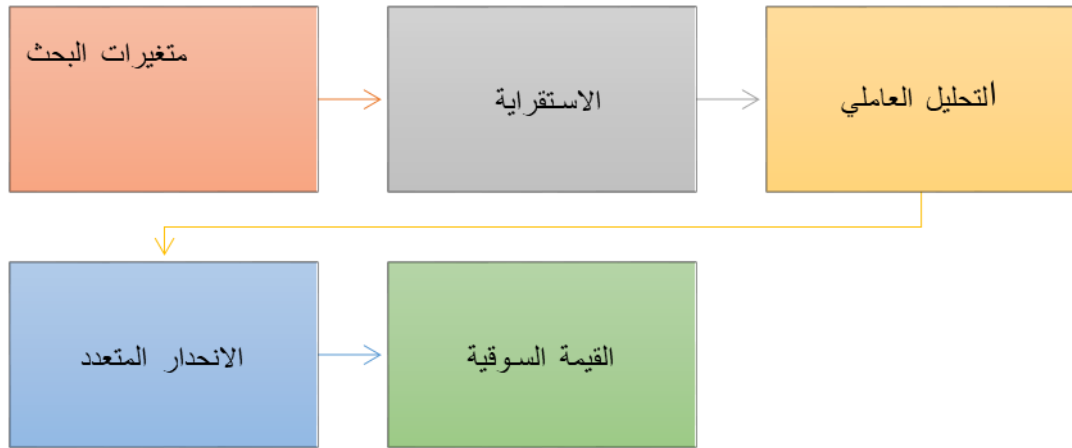 متغيرات البحث
الاستقراية
التحليل العاملي
الانحدار المتعدد
القيمة السوقية